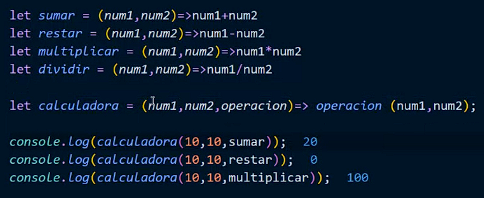 let sumar = (num1,num2)=>num1+num2
let restar = (num1,num2)=>num1-num2
let multiplicar = (num1,num2)=>num1*num2
let dividir = (num1,num2)=>num1/num2
let calculadora = (num1,num2,operacion)=> operacion (num1,num2);
console.log(calculadora(10,10,sumar)); 20
console.log(calculadora(10,10,restar)); 0
console.log(calculadora(10,10,multiplicar)); 100